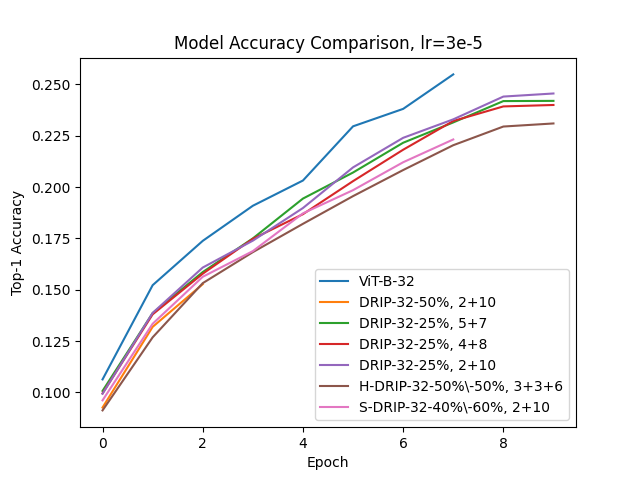 Model Accuracy Comparison, lr=3e-5
Top-1 Accuracy
0.250
0.225
0.200
0.175
0.150
0.125
0.100
ViT-B-32
DRIP-32-50%, 2+10
DRIP-32-25%, 5+7
DRIP-32-25%, 4+8
DRIP-32-25%, 2+10
H-DRIP-32-50%\-50%, 3+3+6
S-DRIP-32-40%\-60%, 2+10
0 2 4 6 8
Epoch